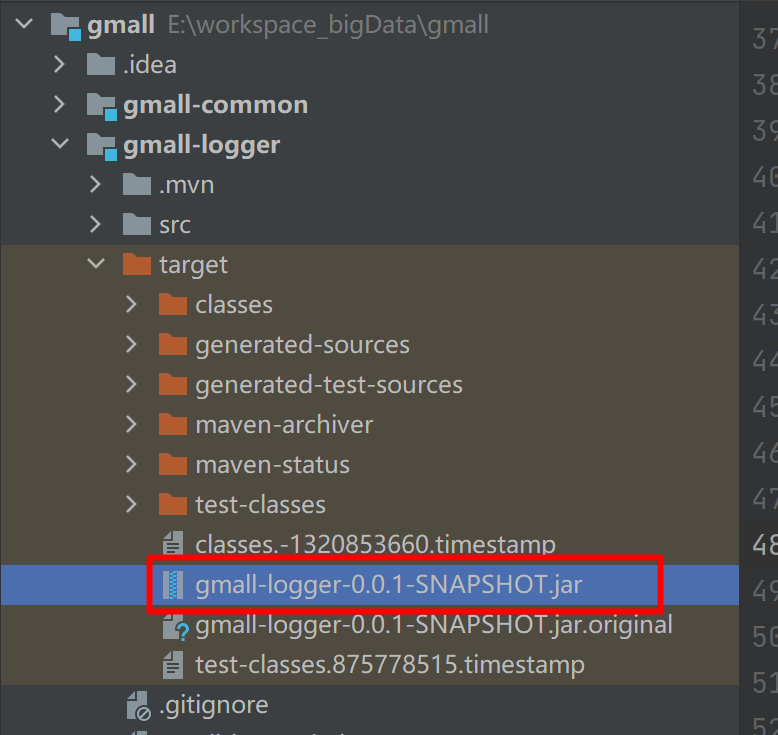 gmall E:\workspace_bigData\gmall
.idea
gmall-common
gmall-logger
.mvn
src
target
classes
generated-sources
generated-test-sources
maven-archiver
maven-status
test-classes
classes.-1320853660.timestamp
gmall-logger-0.0.1-SNAPSHOT.jar
gmall-logger-0.0.1-SNAPSHOT.jar.original
test-classes.875778515.timestamp
.gitignore
37
38
39
40
41
42
43
44
45
46
47
48
49
50
51
52